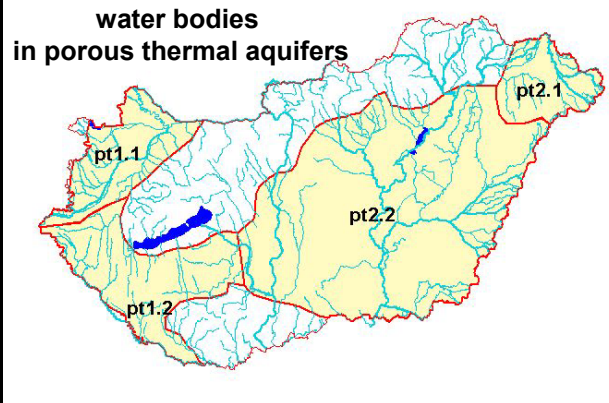 water bodies
in porous thermal aquifers
pt2.1
pt1.1
pt2.2
pt1.2